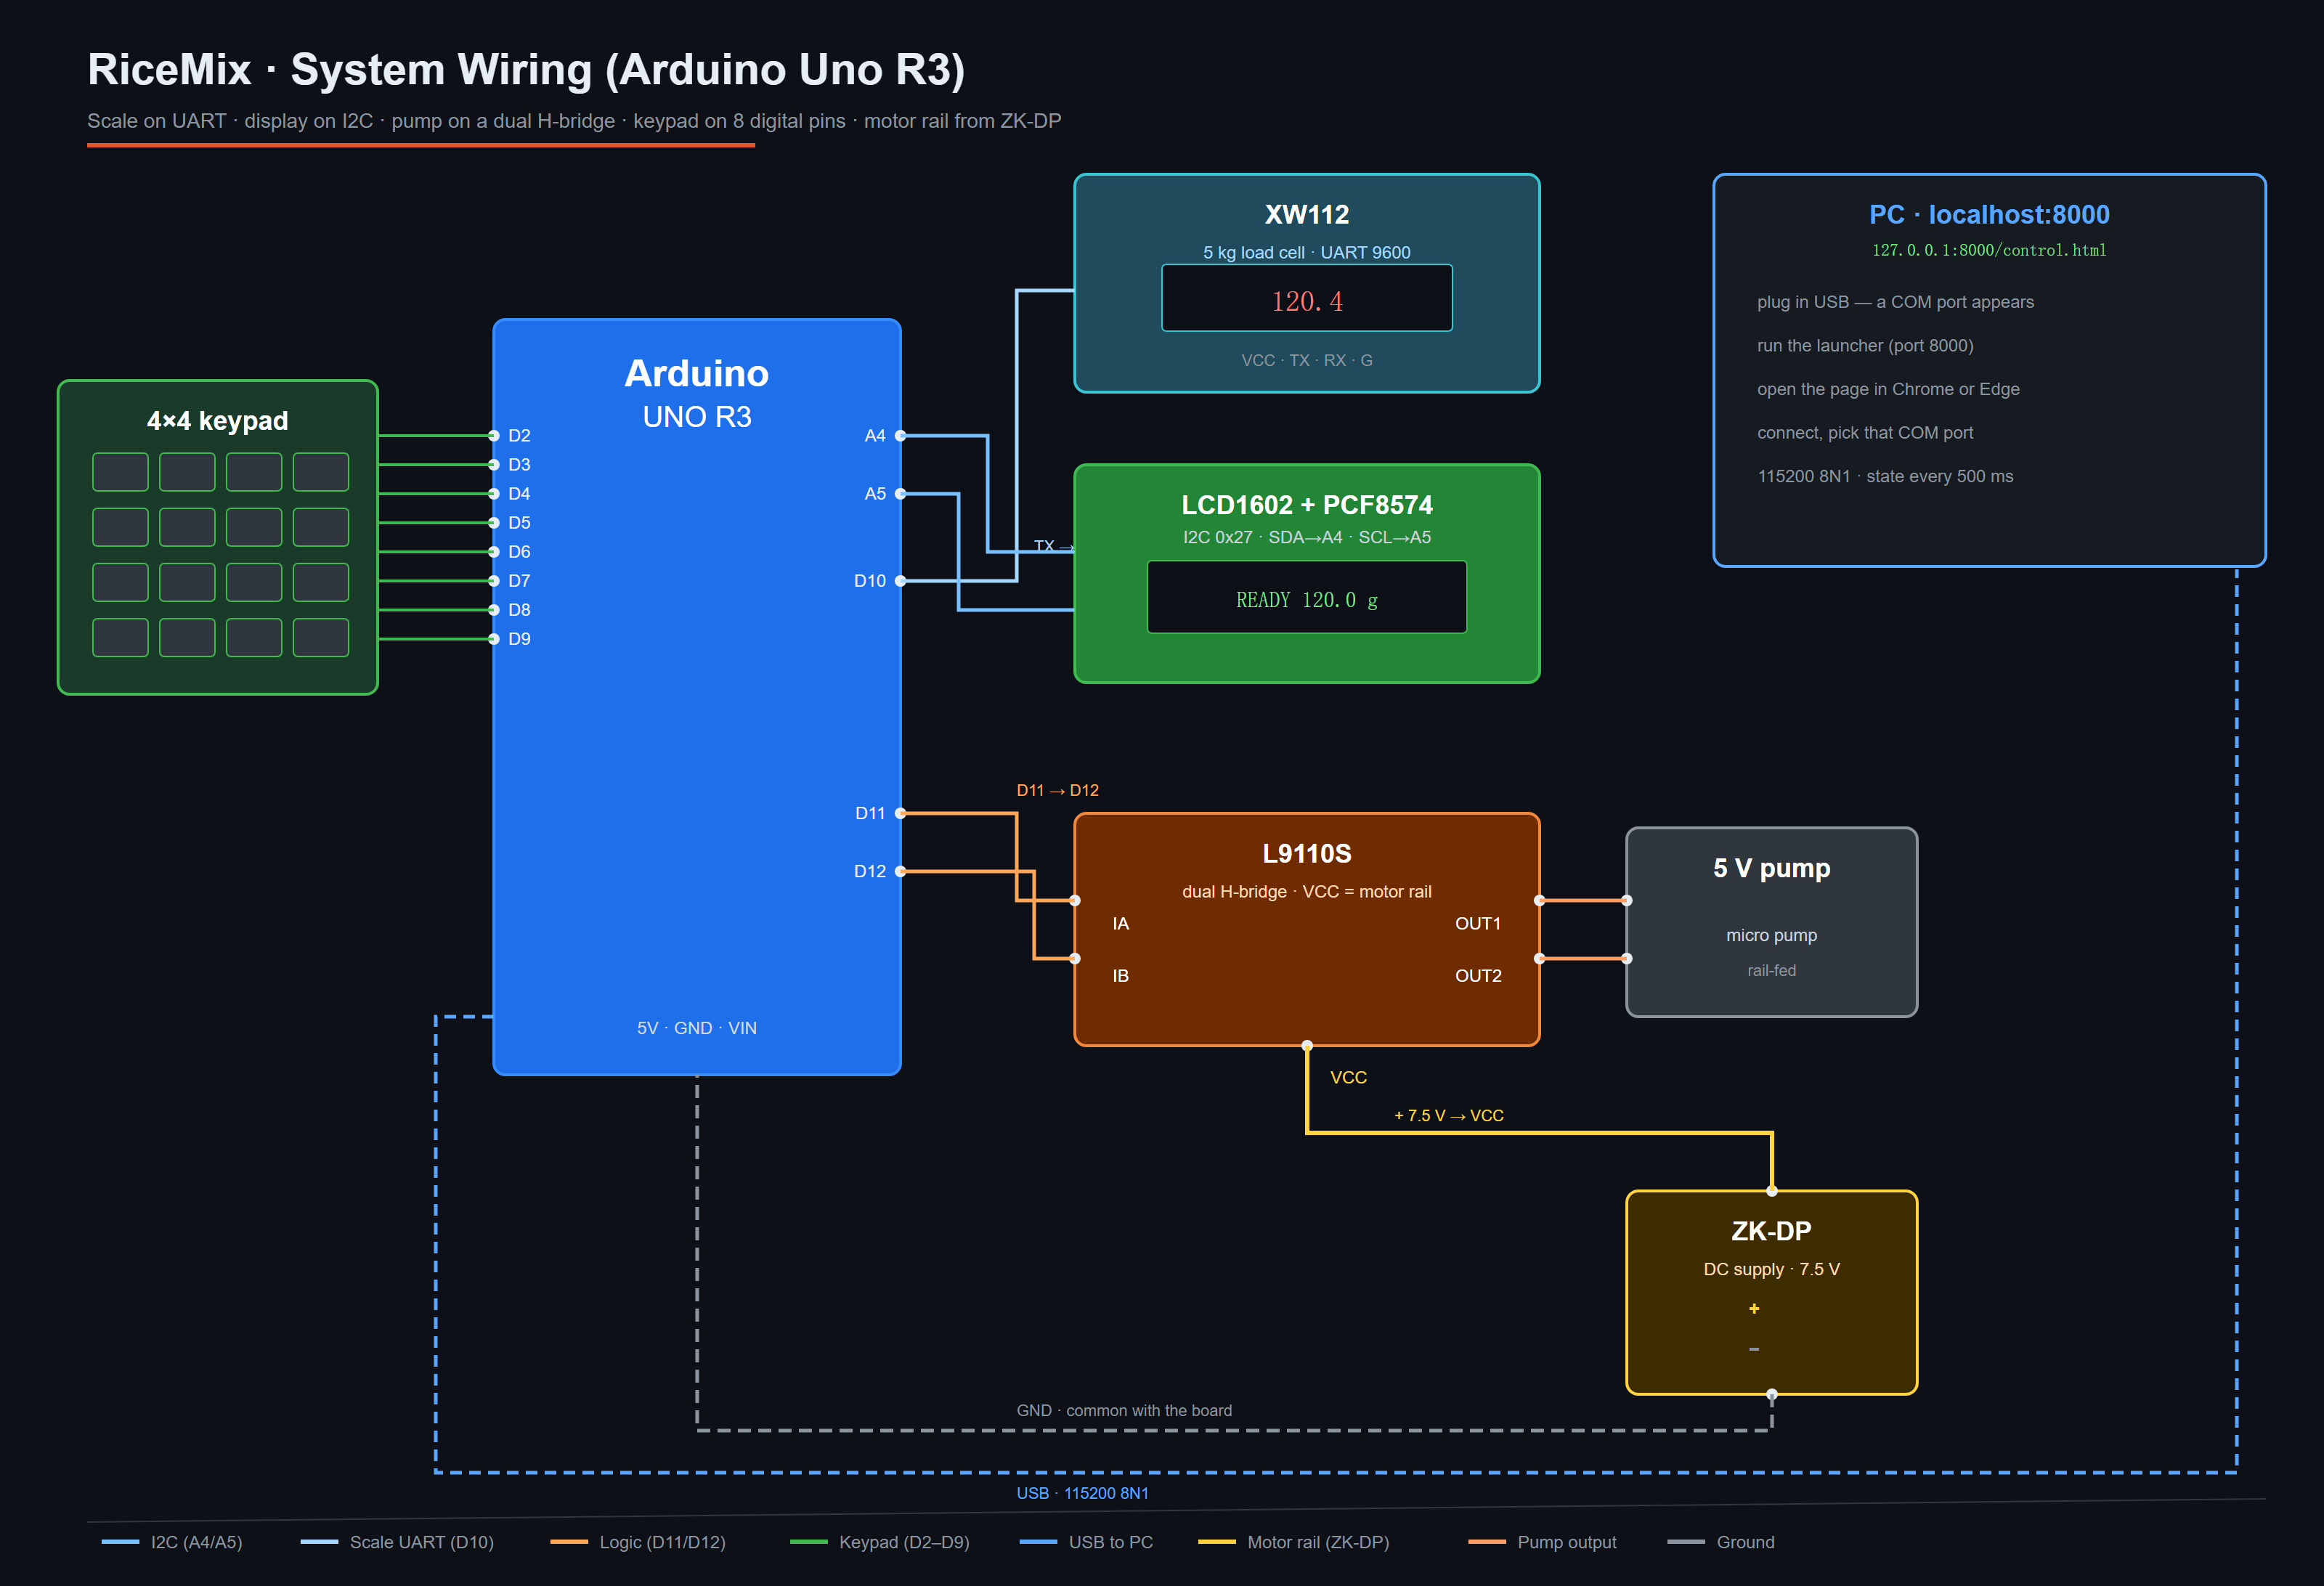 RiceMix · System Wiring (Arduino Uno R3)
Scale on UART · display on I2C · pump on a dual H-bridge · keypad on 8 digital pins · motor rail from ZK-DP
4×4 keypad
Arduino
UNO R3
D2
D3
D4
D5
D6
D7
D8
D9
A4
A5
D10
D11
D12
5V · GND · VIN
XW112
5 kg load cell · UART 9600
120.4
VCC · TX · RX · G
TX →
LCD1602 + PCF8574
I2C 0x27 · SDA→A4 · SCL→A5
READY 120.0 g
PC · localhost:8000
127.0.0.1:8000/control.html
plug in USB — a COM port appears
run the launcher (port 8000)
open the page in Chrome or Edge
connect, pick that COM port
115200 8N1 · state every 500 ms
D11 → D12
L9110S
dual H-bridge · VCC = motor rail
IA
OUT1
IB
OUT2
5 V pump
micro pump
rail-fed
VCC
+ 7.5 V → VCC
ZK-DP
DC supply · 7.5 V
+
−
GND · common with the board
USB · 115200 8N1
I2C (A4/A5)
Scale UART (D10)
Logic (D11/D12)
Keypad (D2–D9)
USB to PC
Motor rail (ZK-DP)
Pump output
Ground